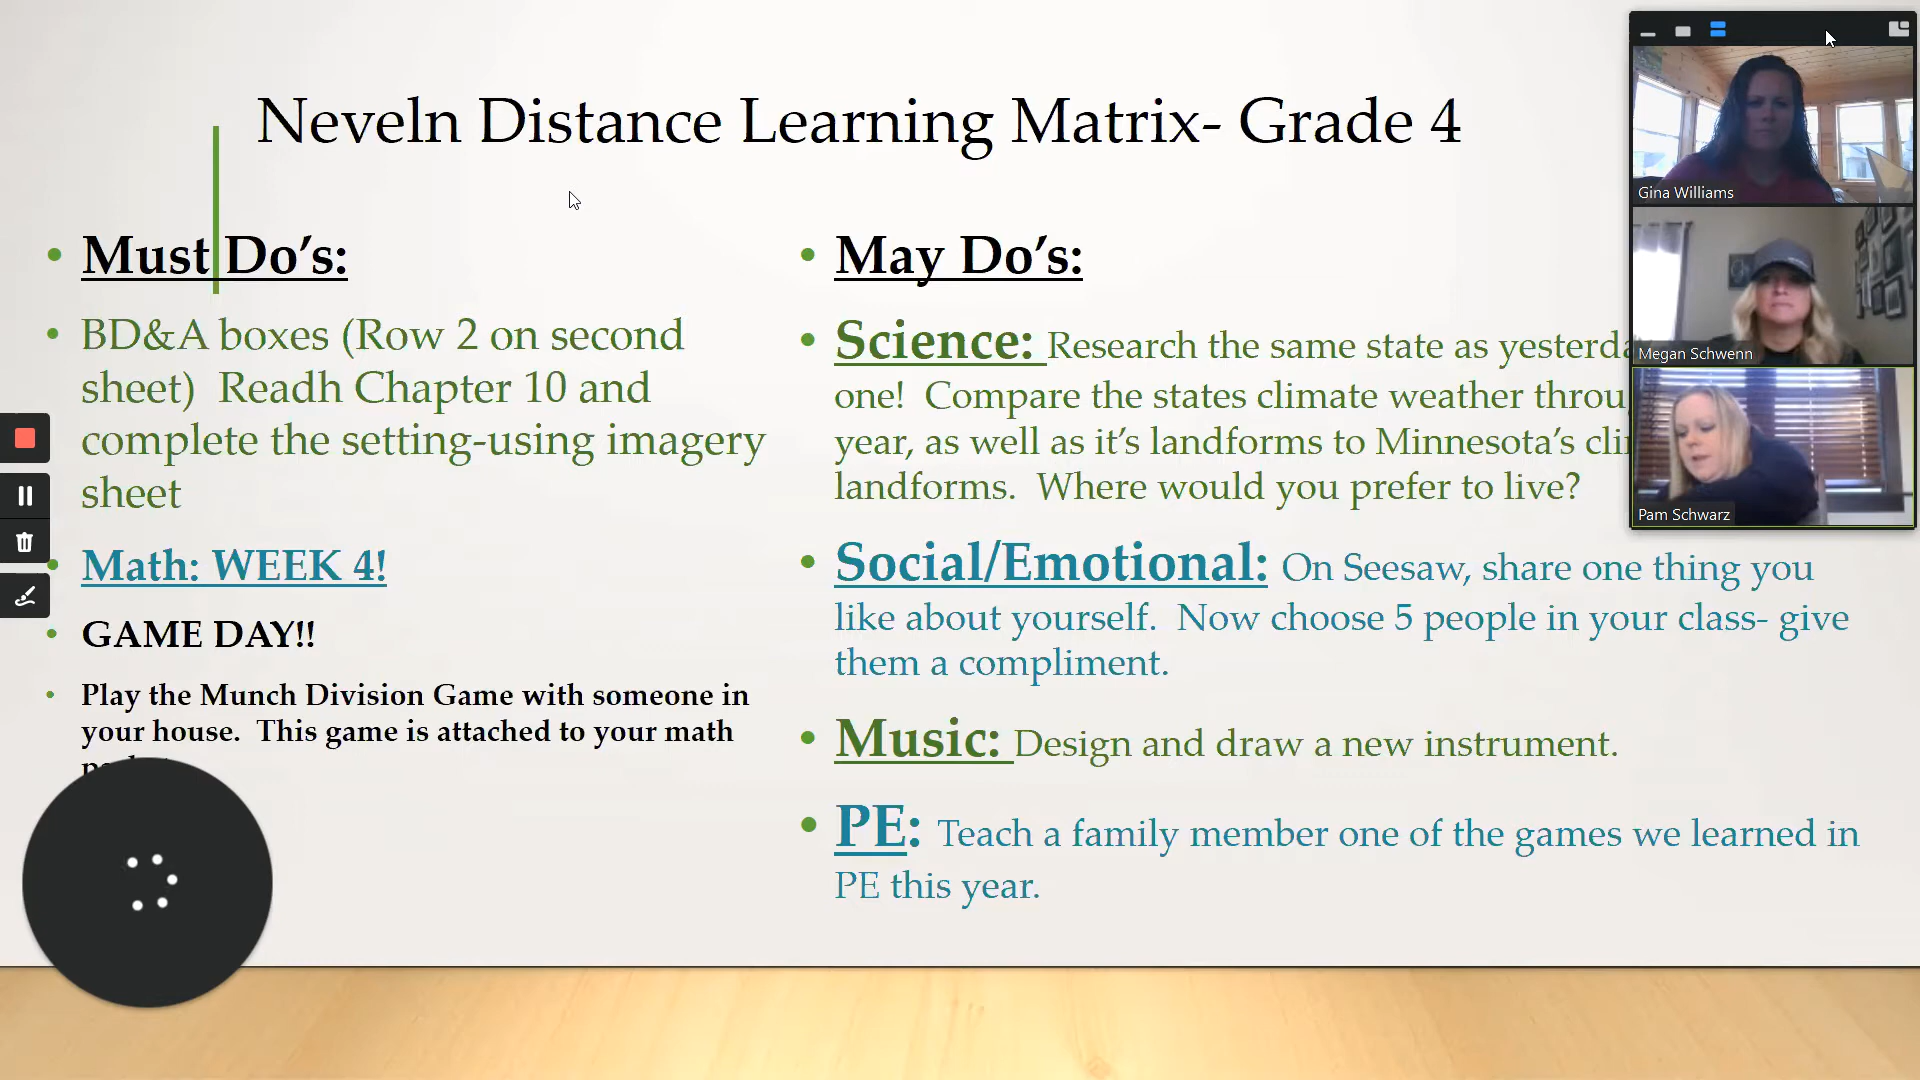 Neveln Distance Learning Matrix- Grade 4
Must Do's:
BD&A boxes (Row 2 on second
sheet)  Readh Chapter 10 and
complete the setting-using imagery
sheet
Math: WEEK 4!
GAME DAY!!
Play the Munch Division Game with someone in
your house.  This game is attached to your math
May Do's:
Science: Research the same state as
one!  Compare the states climate weather
year, as well as it's landforms to Minnesota's
landforms.  Where would you prefer to live?
Social/Emotional: On Seesaw, share one thing you
like about yourself.  Now choose 5 people in your class- give
them a compliment.
Music: Design and draw a new instrument.
PE: Teach a family member one of the games we learned in
PE this year.
Gina Williams
Megan Schwenn
Pam Schwarz